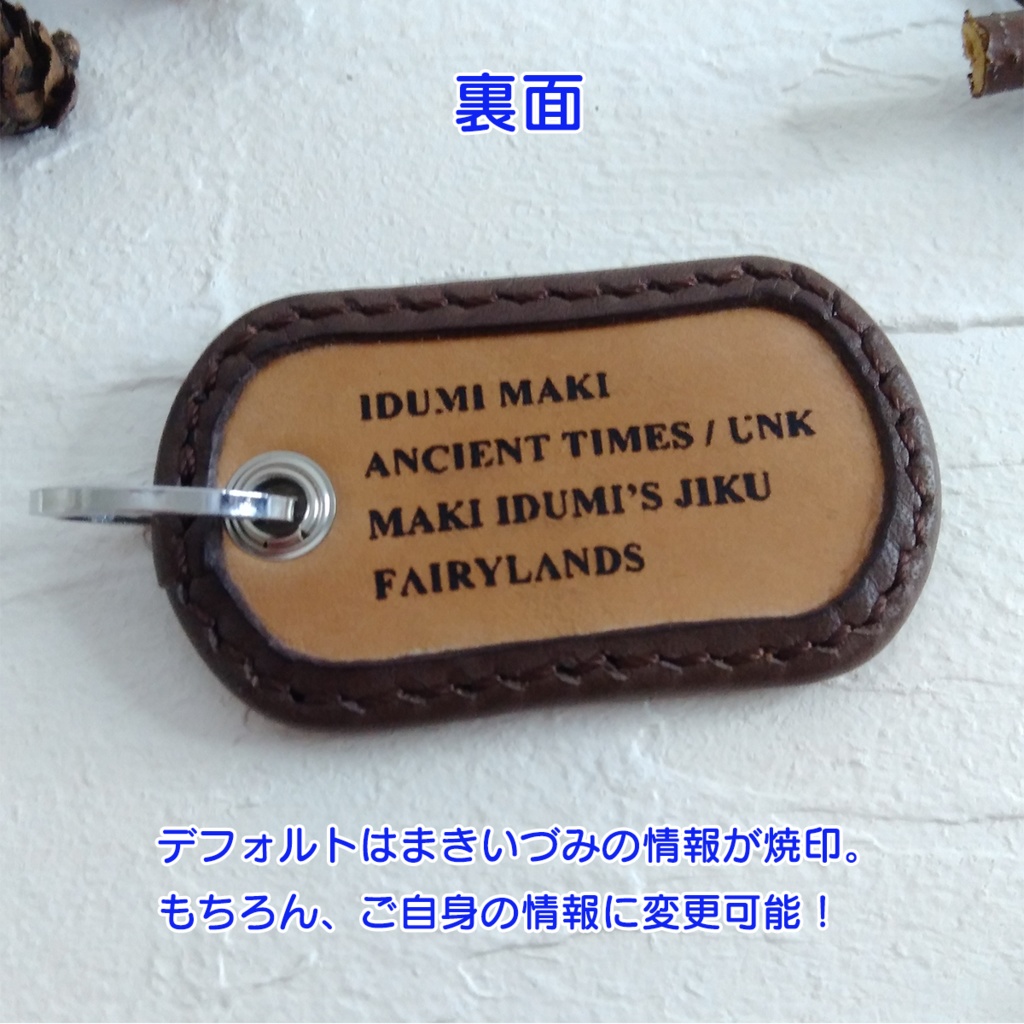 裏面
IDUMI MAKI
ANCIENT TIMES / UNK
MAKI IDUMI'S JIKU
FAIRYLANDS
デフォルトはまきいづみの情報が焼印。
もちろん、ご自身の情報に変更可能！